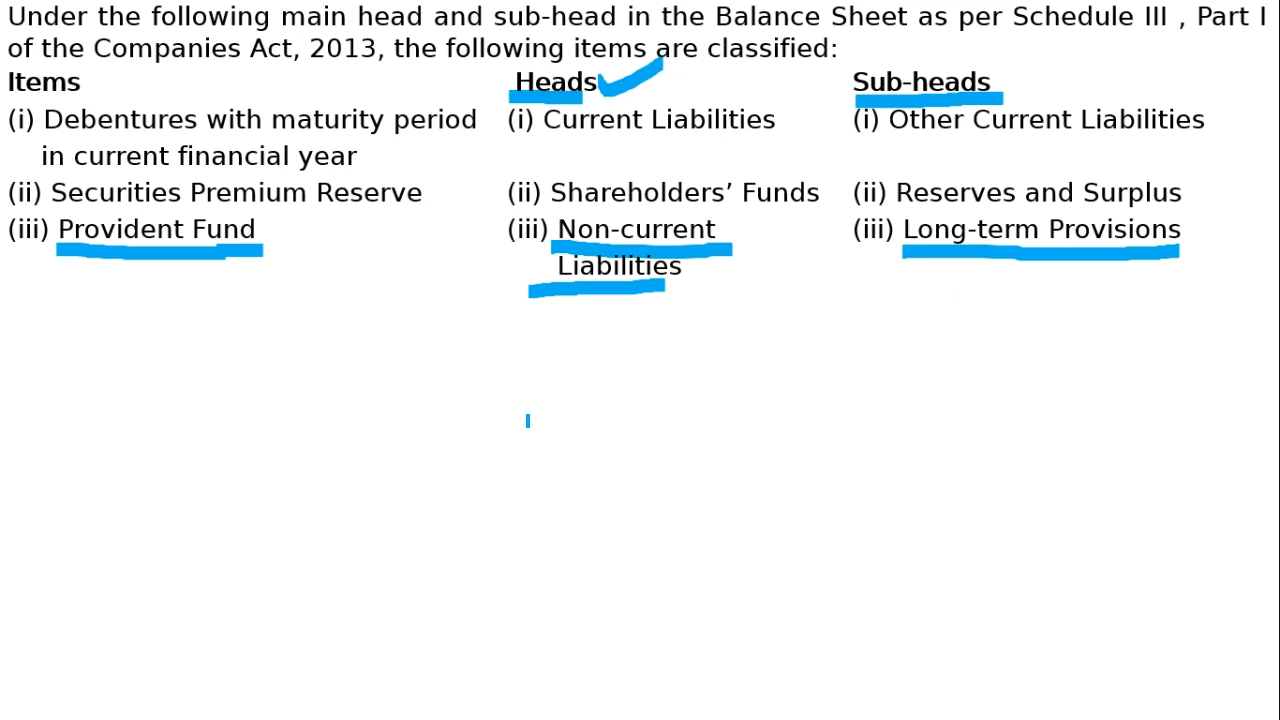 Under the following main head and sub-head in the Balance Sheet as per Schedule III , Part I
of the Companies Act, 2013, the following items are classified:
Items Heads Sub-heads
(i) Debentures with maturity period (i) Current Liabilities (i) Other Current Liabilities
in current financial year
(ii) Securities Premium Reserve (ii) Shareholders’ Funds (ii) Reserves and Surplus
(iii) Provident Fund (iii) Non-current (iii) Long-term Provisions
Liabilities